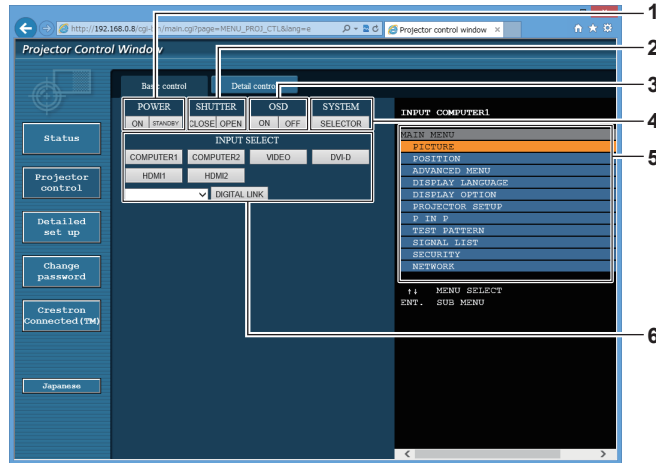 http://192.168.0.8/cgi-bin/main.cgi?page=MENU_PROJ_CTL&lang=e
Projector control window
Projector Control Window
Basic control
Detail control
POWER
SHUTTER
OSD
SYSTEM
ON
STANDBY
CLOSE
OPEN
ON
OFF
SELECTOR
INPUT SELECT
COMPUTER1
COMPUTER2
VIDEO
DVI-D
HDMI1
HDMI2
DIGITAL LINK
Status
Projector
control
Detailed
set up
Change
password
Crestron
Connected(TM)
Japanese
INPUT COMPUTER1
MAIN MENU
PICTURE
POSITION
ADVANCED MENU
DISPLAY LANGUAGE
DISPLAY OPTION
PROJECTOR SETUP
P IN P
TEST PATTERN
SIGNAL LIST
SECURITY
NETWORK
↑↓ MENU SELECT
ENT. SUB MENU
1
2
3
4
5
6